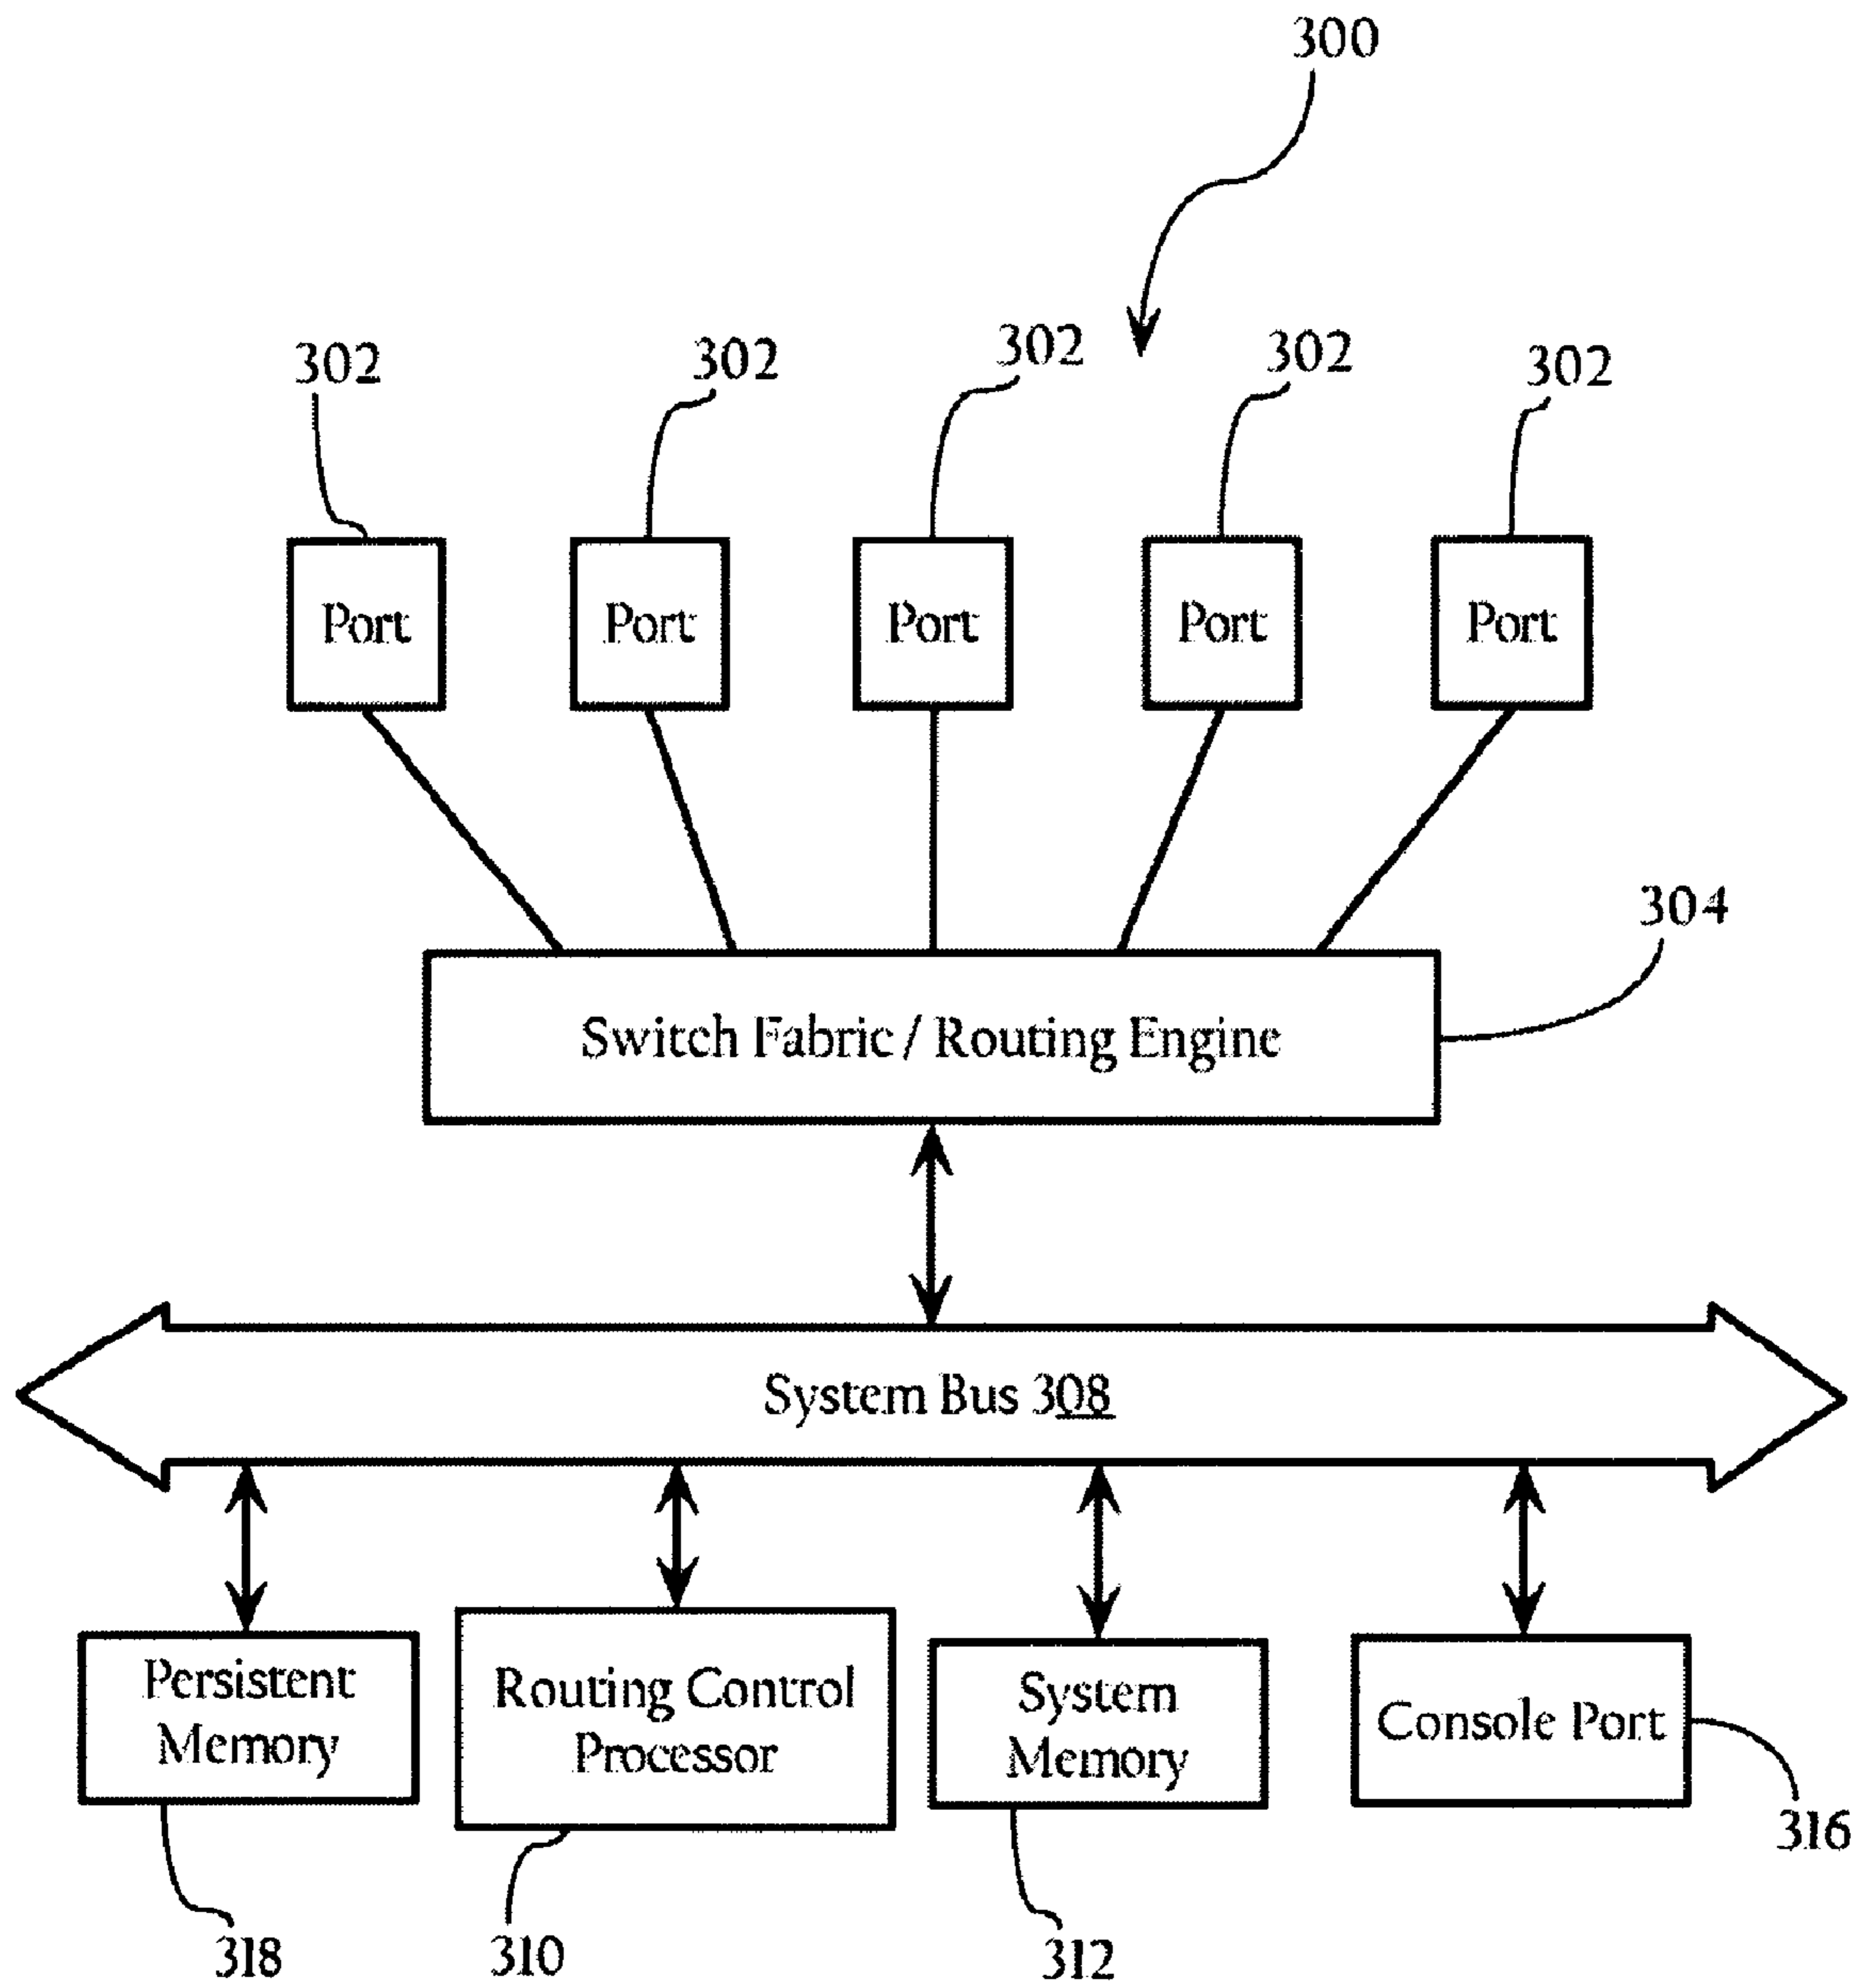 300
302
302
302
302
302
Port
Port
Port
Port
Port
304
Switch Fabric / Routing Engine
System Bus 308
Persistent
Memory
Routing Control
Processor
System
Memory
Console Port
316
318
310
312